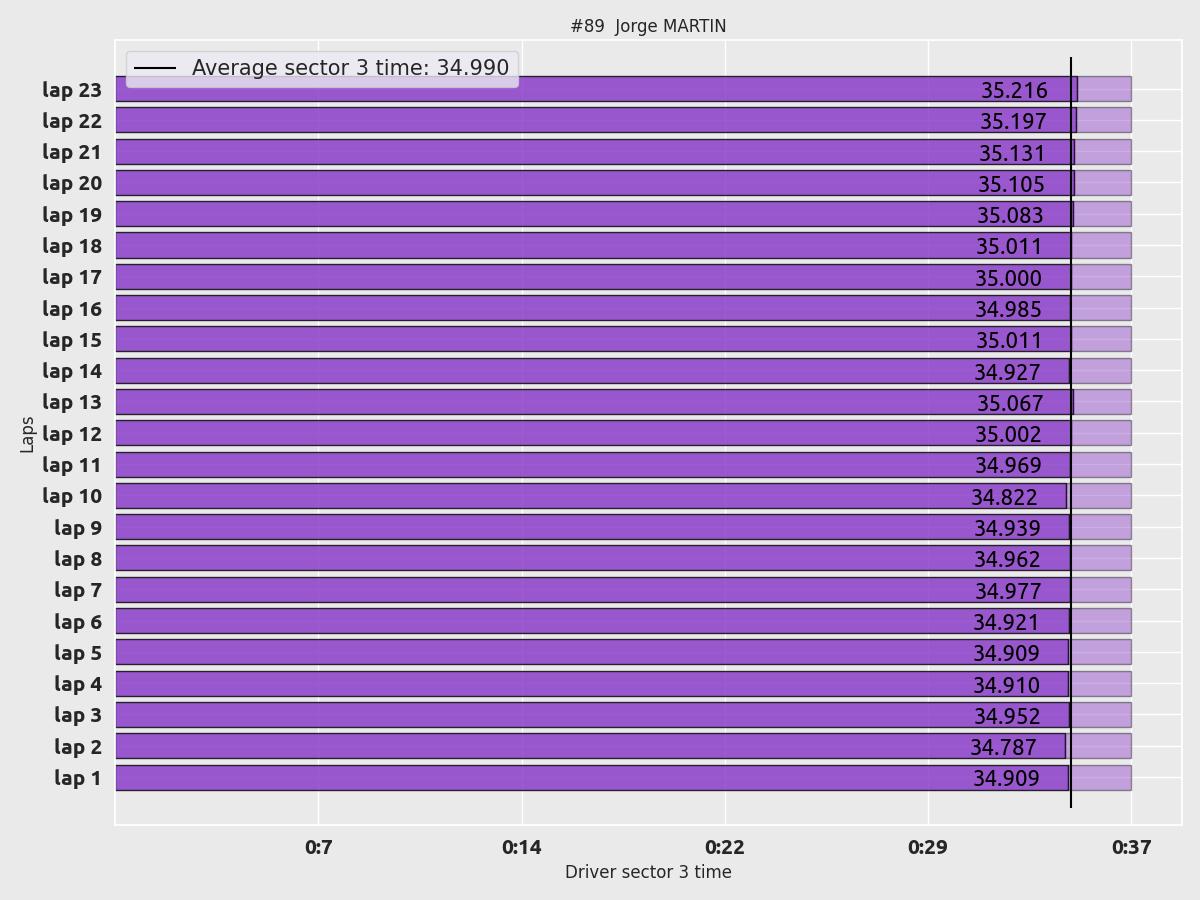 #89  Jorge MARTIN
Average sector 3 time: 34.990
lap 23 35.216
lap 22 35.197
lap 21 35.131
lap 20 35.105
lap 19 35.083
lap 18 35.011
lap 17 35.000
lap 16 34.985
lap 15 35.011
lap 14 34.927
lap 13 35.067
lap 12 35.002
lap 11 34.969
lap 10 34.822
lap 9 34.939
lap 8 34.962
lap 7 34.977
lap 6 34.921
lap 5 34.909
lap 4 34.910
lap 3 34.952
lap 2 34.787
lap 1 34.909
Laps
0:7 0:14 0:22 0:29 0:37
Driver sector 3 time